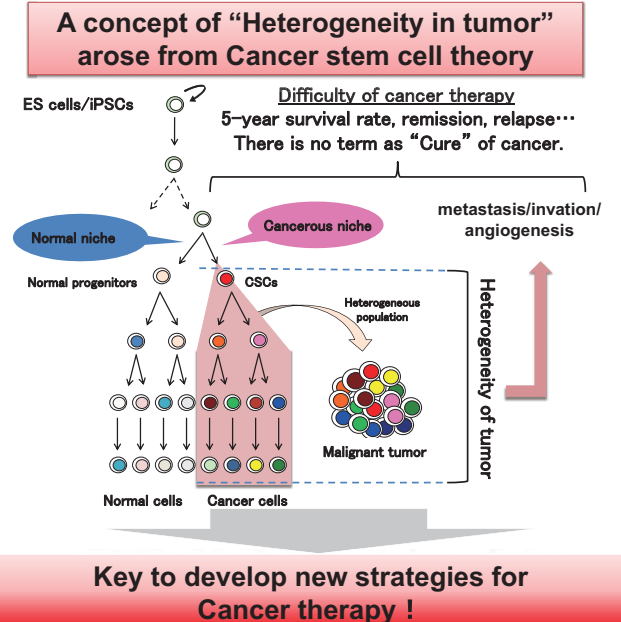 A concept of “Heterogeneity in tumor”
arose from Cancer stem cell theory
ES cells/iPSCs
Difficulty of cancer therapy
5-year survival rate, remission, relapse…
There is no term as “Cure” of cancer.
metastasis/invation/
angiogenesis
Normal niche
Cancerous niche
Normal progenitors
CSCs
Heterogeneous
population
Heterogeneity of tumor
Malignant tumor
Normal cells
Cancer cells
Key to develop new strategies for
Cancer therapy !